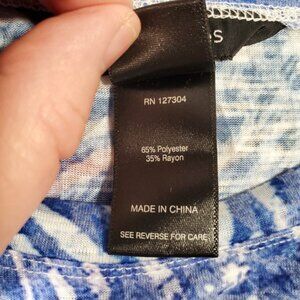 S
RN 127304
65% Polyester
35% Rayon
MADE IN CHINA
SEE REVERSE FOR CARE